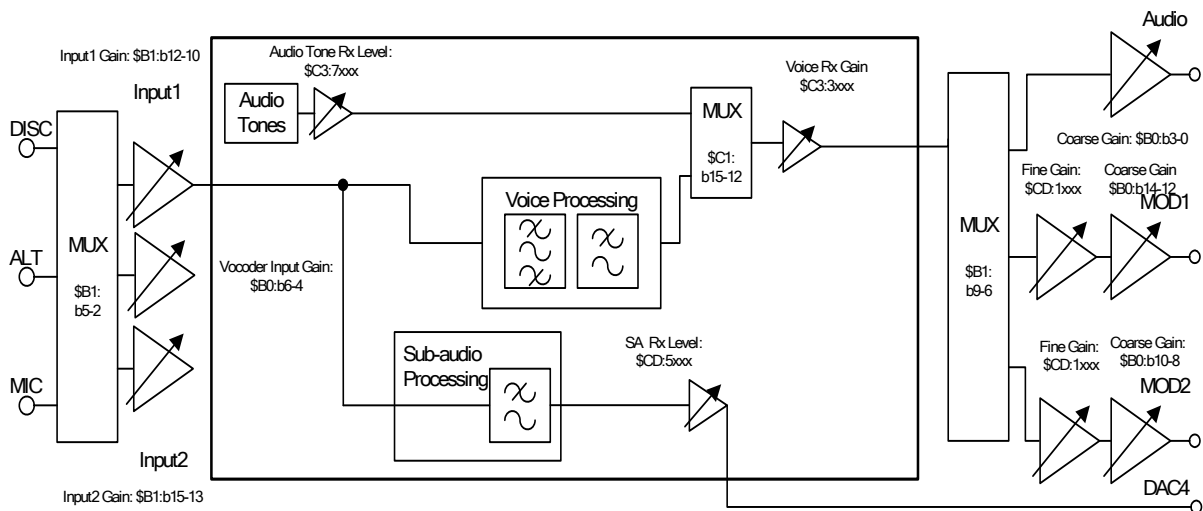 Audio
Input1 Gain: $B1:b12-10
Input1
Audio Tone Rx Level:
$C3:7xxx
Audio
Tones
Voice Rx Gain
$C3:3xxx
MUX
$C1:
b15-12
DISC
ALT
MIC
MUX
$B1:
b5-2
Voice Processing
Vocoder Input Gain:
$B0:b6-4
Sub-audio
Processing
SA Rx Level:
$CD:5xxx
MUX
$B1:
b9-6
Coarse Gain: $B0:b3-0
Fine Gain:
$CD:1xxx
Coarse Gain
$B0:b14-12
MOD1
Fine Gain:
$CD:1xxx
Coarse Gain:
$B0:b10-8
MOD2
Input2
Input2 Gain: $B1:b15-13
DAC4